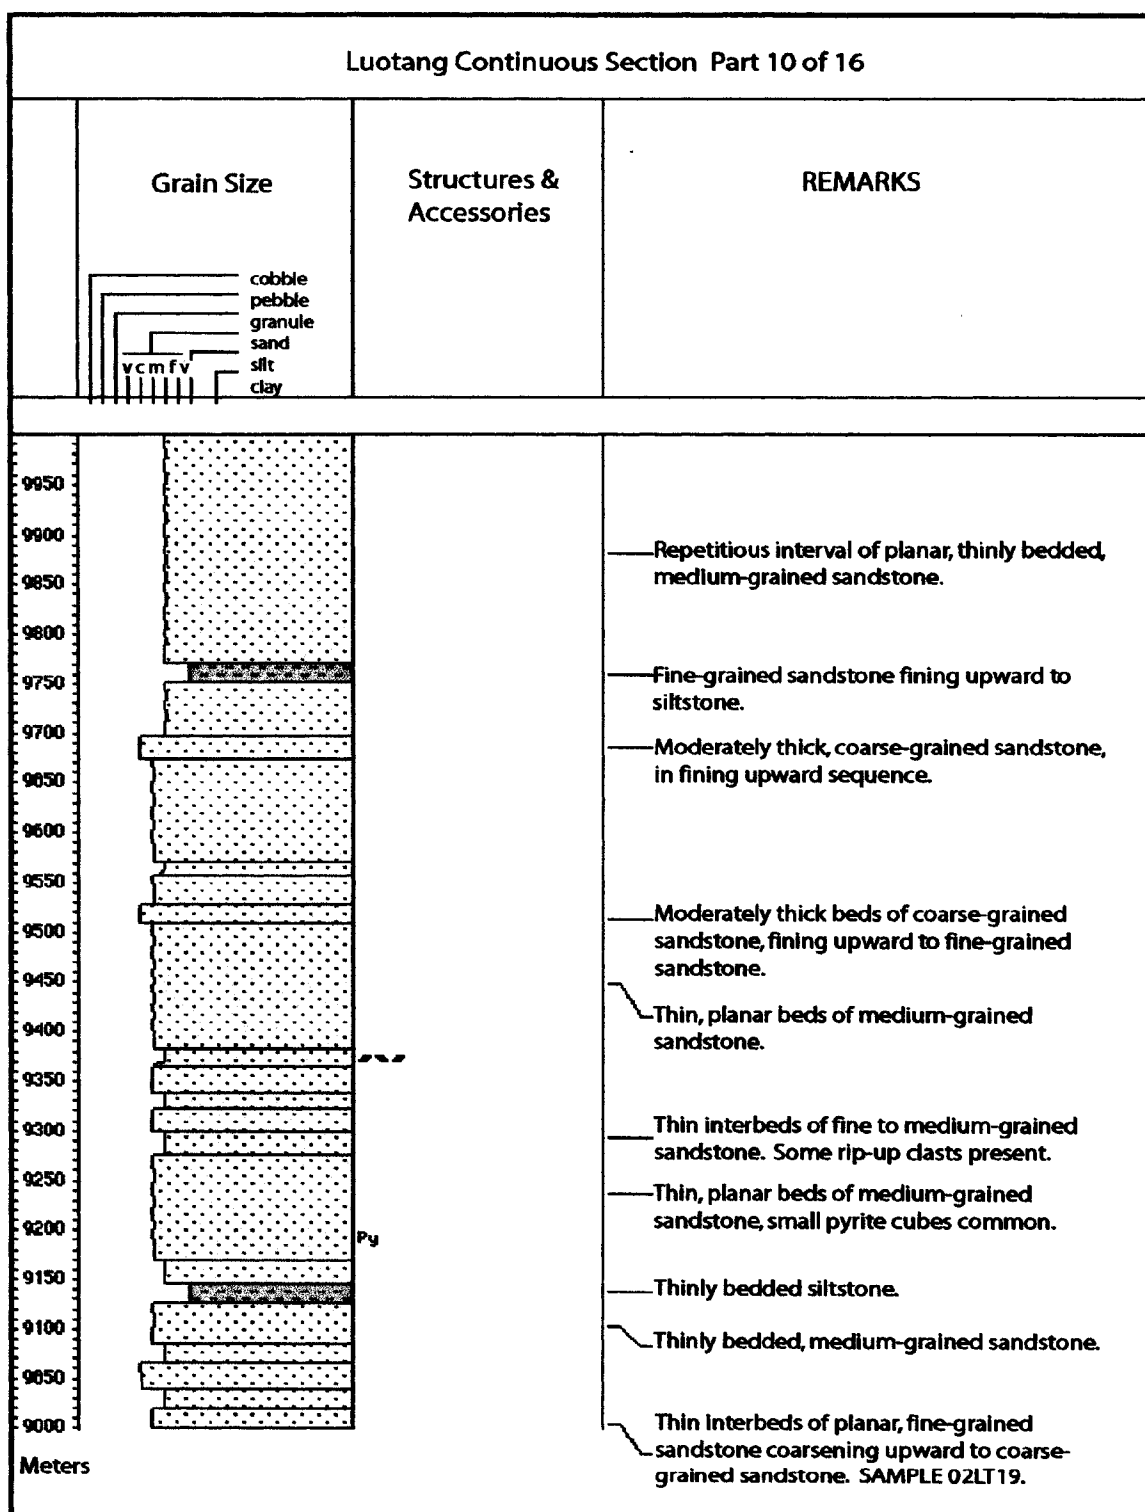 Luotang Continuous Section Part 10 of 16
Grain Size
Structures &
Accessories
REMARKS
cobble
pebble
granule
sand
silt
clay
v c m f v
9950
9900
9850
9800
9750
9700
9650
9600
9550
9500
9450
9400
9350
9300
9250
9200
9150
9100
9050
9000
Meters
Py
Repetitious interval of planar, thinly bedded,
medium-grained sandstone.
Fine-grained sandstone fining upward to
siltstone.
Moderately thick, coarse-grained sandstone,
in fining upward sequence.
Moderately thick beds of coarse-grained
sandstone, fining upward to fine-grained
sandstone.
Thin, planar beds of medium-grained
sandstone.
Thin interbeds of fine to medium-grained
sandstone. Some rip-up clasts present.
Thin, planar beds of medium-grained
sandstone, small pyrite cubes common.
Thinly bedded siltstone.
Thinly bedded, medium-grained sandstone.
Thin interbeds of planar, fine-grained
sandstone coarsening upward to coarse-
grained sandstone. SAMPLE 02LT19.